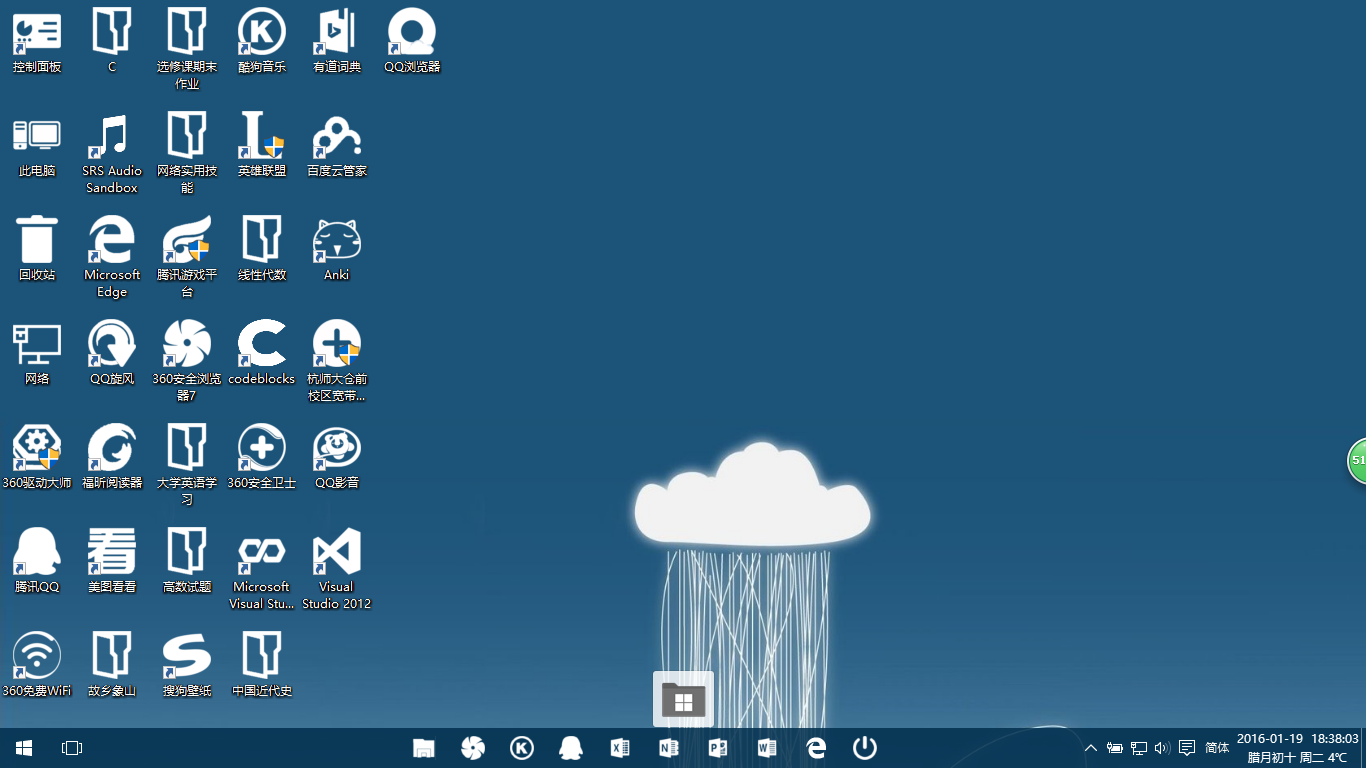 控制面板
C
选修课期末
作业
酷狗音乐
有道词典
QQ浏览器
此电脑
SRS Audio
Sandbox
网络实用技
能
英雄联盟
百度云管家
回收站
Microsoft
Edge
腾讯游戏平
台
线性代数
Anki
网络
QQ旋风
360安全浏览
器7
codeblocks
杭师大仓前
校区宽带...
360驱动大师
福昕阅读器
大学英语学
习
360安全卫士
QQ影音
51
腾讯QQ
看
美图看看
高数试题
Microsoft
Visual Stu...
Visual
Studio 2012
360免费WiFi
故乡象山
搜狗壁纸
中国近代史
简体
2016-01-19 18:38:03
腊月初十 周二 4℃